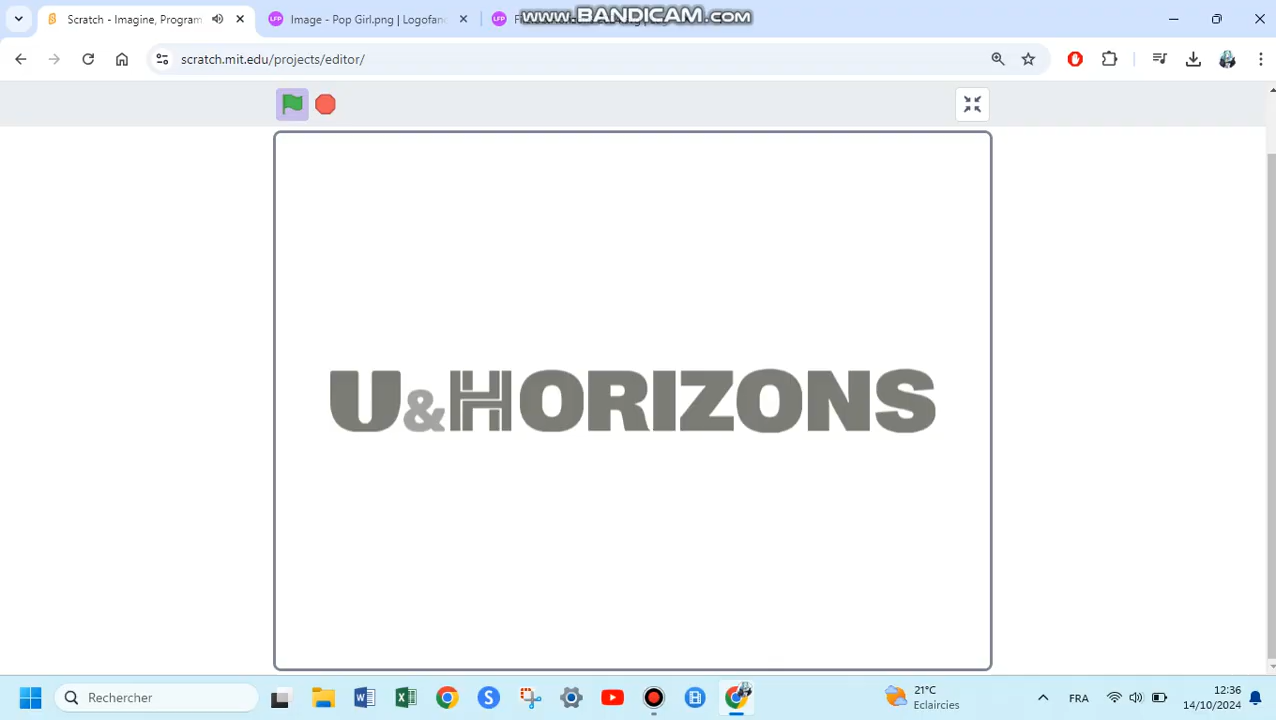 www.BANDICAM.com
Scratch - Imagine, Program,
Image - Pop Girl.png | Logofan
scratch.mit.edu/projects/editor/
U&HORIZONS
Rechercher
21°C
Eclaircies
FRA
12:36
14/10/2024